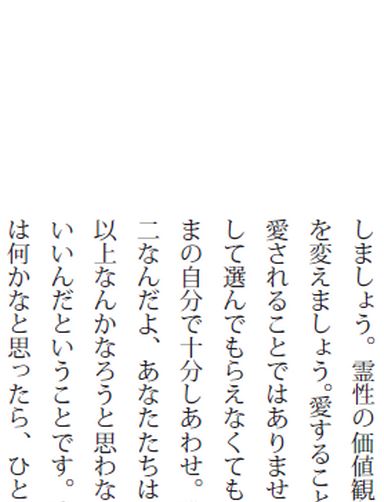 しましょう。霊性の価値観
を変えましょう。愛すること
愛されることではありませ
して選んでもらえなくても
まの自分で十分しあわせ。
二なんだよ、あなたたちは
以上なんかなろうと思わな
いいんだということです。
は何かなと思ったら、ひと